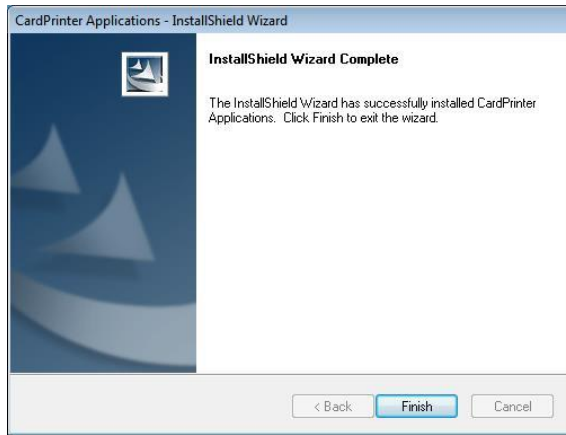 CardPrinter Applications - InstallShield Wizard
InstallShield Wizard Complete
The InstallShield Wizard has successfully installed CardPrinter
Applications. Click Finish to exit the wizard.
< Back
Finish
Cancel